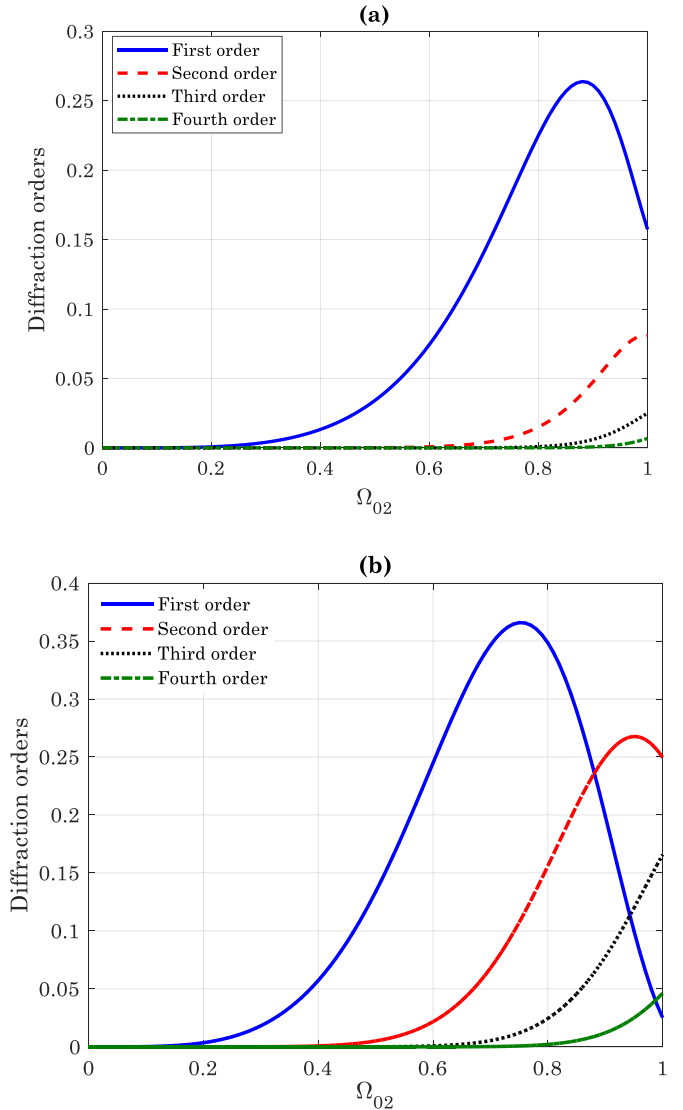 (a)
0.3
0.25
0.2
0.15
0.1
0.05
0
Diffraction orders
First order
Second order
Third order
Fourth order
0 0.2 0.4 0.6 0.8 1
Ω02
(b)
0.4
0.35
0.3
0.25
0.2
0.15
0.1
0.05
0
Diffraction orders
First order
Second order
Third order
Fourth order
0 0.2 0.4 0.6 0.8 1
Ω02